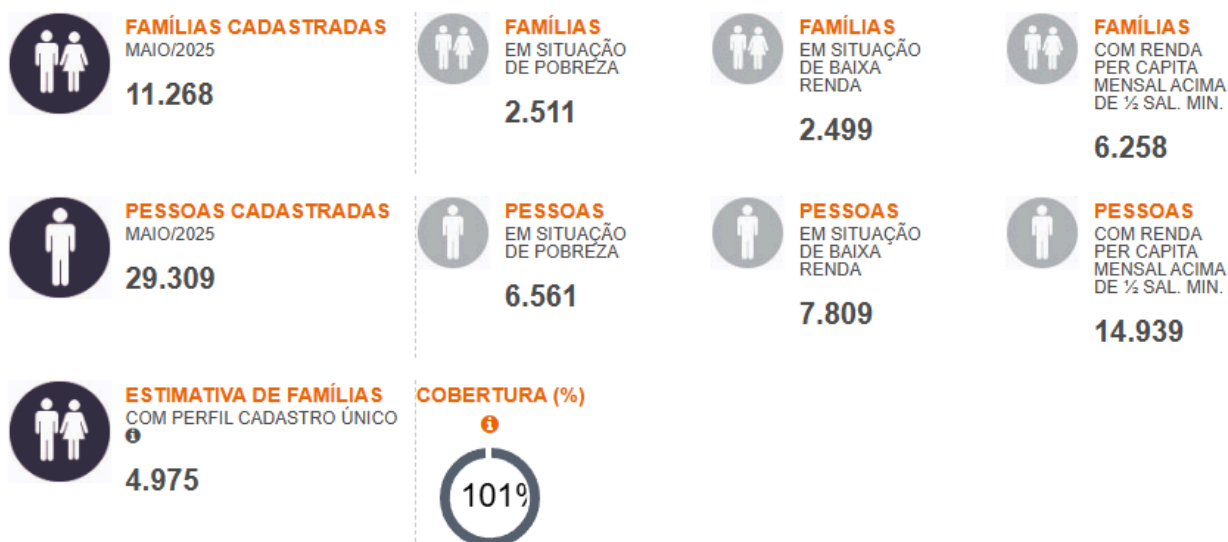 FAMÍLIAS CADASTRADAS
MAIO/2025
11.268
FAMÍLIAS
EM SITUAÇÃO
DE POBREZA
2.511
FAMÍLIAS
EM SITUAÇÃO
DE BAIXA
RENDA
2.499
FAMÍLIAS
COM RENDA
PER CAPITA
MENSAL ACIMA
DE ½ SAL. MIN.
6.258
PESSOAS CADASTRADAS
MAIO/2025
29.309
PESSOAS
EM SITUAÇÃO
DE POBREZA
6.561
PESSOAS
EM SITUAÇÃO
DE BAIXA
RENDA
7.809
PESSOAS
COM RENDA
PER CAPITA
MENSAL ACIMA
DE ½ SAL. MIN.
14.939
ESTIMATIVA DE FAMÍLIAS
COM PERFIL CADASTRO ÚNICO
4.975
COBERTURA (%)
101%